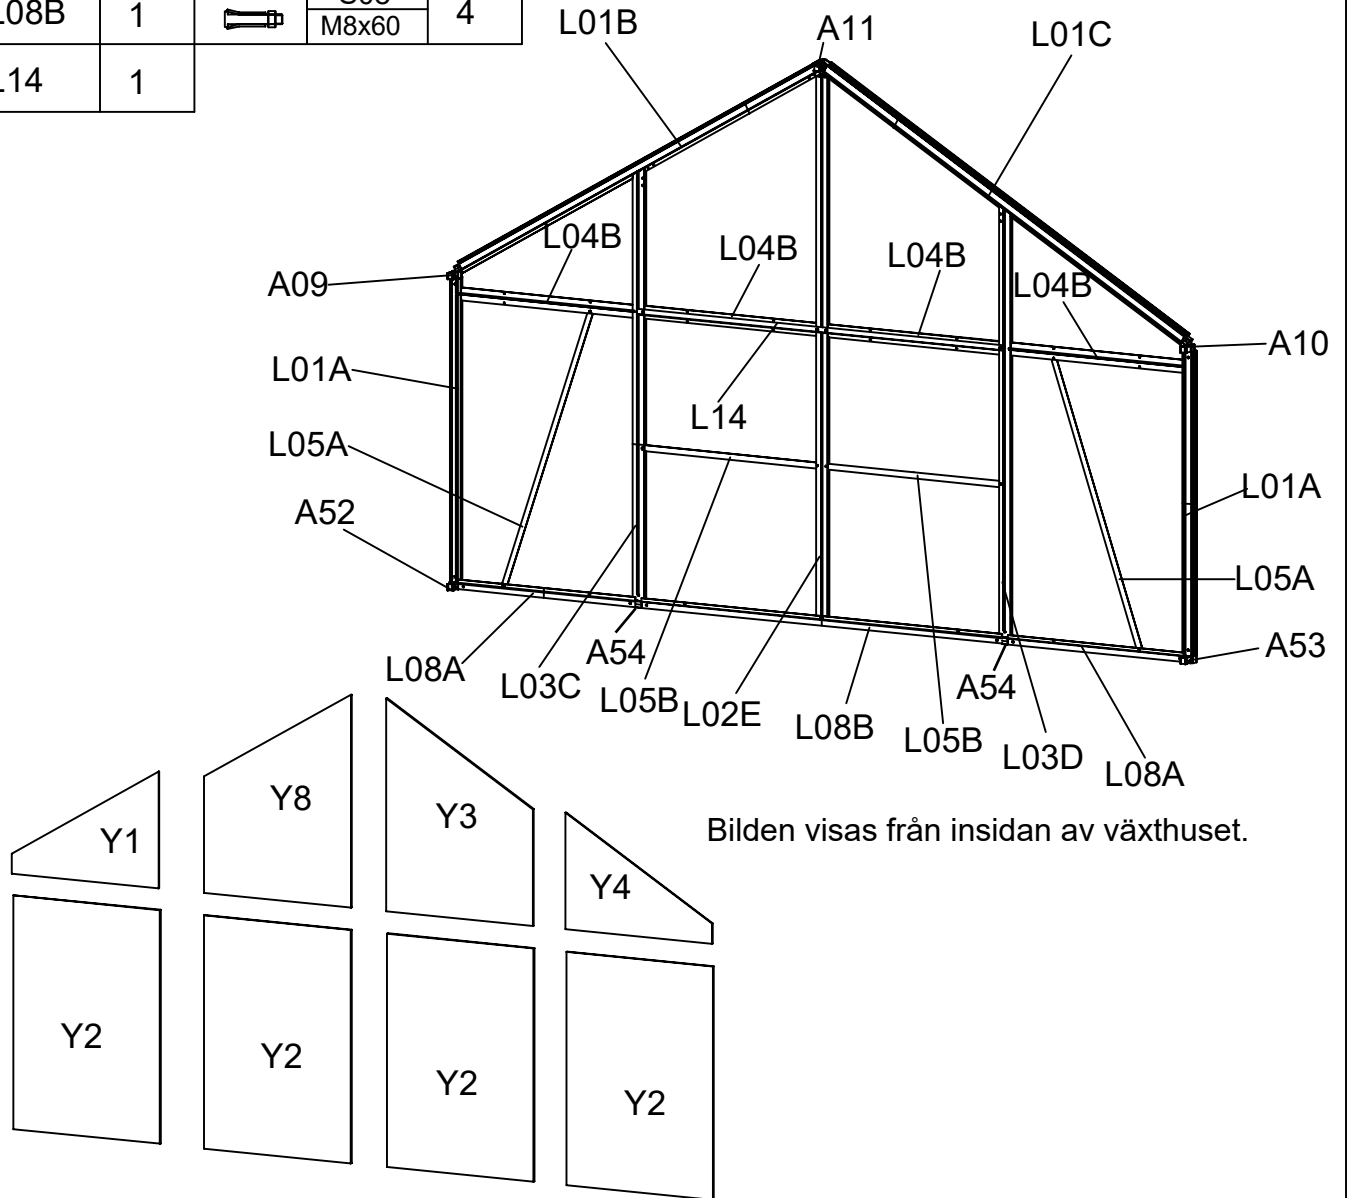 L08B 1 M8x60 4
L14 1
L01B
A11
L01C
L04B
L04B
L04B
L04B
A09
A10
L01A
L14
L05A
L01A
A52
L05A
A54
A53
L08A
L03C
L05B
L02E
L08B
A54
L05B
L03D
L08A
Y8
Y3
Y1
Y4
Bilden visas från insidan av växthuset.
Y2
Y2
Y2
Y2